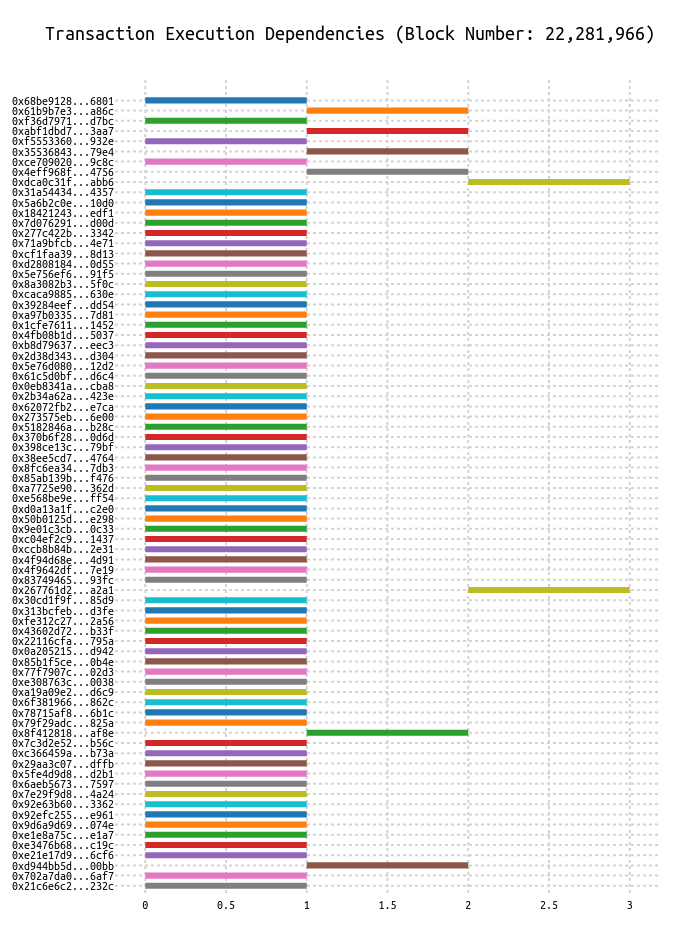 Transaction Execution Dependencies (Block Number: 22,281,966)
0x68be9128...6801
0x61b9b7e3...a86c
0xf36d7971...d7bc
0xabf1dbd7...3aa7
0xf5553360...932e
0x35536843...79e4
0xce709020...9c8c
0x4eff968f...4756
0xdca0c31f...abb6
0x31a54434...4357
0x5a6b2c0e...10d0
0x18421243...edf1
0x7d076291...d00d
0x277c422b...3342
0x71a9bfcb...4e71
0xcf1faa39...8d13
0xd2808184...0d55
0x5e756ef6...91f5
0x8a3082b3...5f0c
0xcaca9885...630e
0x39284eef...dd54
0xa97b0335...7d81
0x1cfe7611...1452
0x4fb08b1d...5037
0xb8d79637...eec3
0x2d38d343...d304
0x5e76d080...12d2
0x61c5d0bf...d6c4
0x0eb8341a...cba8
0x2b34a62a...423e
0x62072fb2...e7ca
0x273575eb...6e00
0x5182846a...b28c
0x370b6f28...0d6d
0x398ce13c...79bf
0x38ee5cd7...4764
0x8fc6ea34...7db3
0x85ab139b...f476
0xa7725e90...362d
0xe568be9e...ff54
0xd0a13a1f...c2e0
0x50b0125d...e298
0x9e01c3cb...0c33
0xc04ef2c9...1437
0xccb8b84b...2e31
0x4f94d68e...4d91
0x4f9642df...7e19
0x83749465...93fc
0x267761d2...a2a1
0x30cd1f9f...85d9
0x313bcfeb...d3fe
0xfe312c27...2a56
0x43602d72...b33f
0x22116cfa...795a
0x0a205215...d942
0x85b1f5ce...0b4e
0x77f7907c...02d3
0xe308763c...0038
0xa19a09e2...d6c9
0x6f381966...862c
0x78715af8...6b1c
0x79f29adc...825a
0x8f412818...af8e
0x7c3d2e52...b56c
0xc366459a...b73a
0x29aa3c07...dffb
0x5fe4d9d8...d2b1
0x6aeb5673...7597
0x7e29f9d8...4a24
0x92e63b60...3362
0x92efc255...e961
0x9d6a9d69...074e
0xe1e8a75c...e1a7
0xe3476b68...c19c
0xe21e17d9...6cf6
0xd944bb5d...00bb
0x702a7da0...6af7
0x21c6e6c2...232c
0 0.5 1 1.5 2 2.5 3